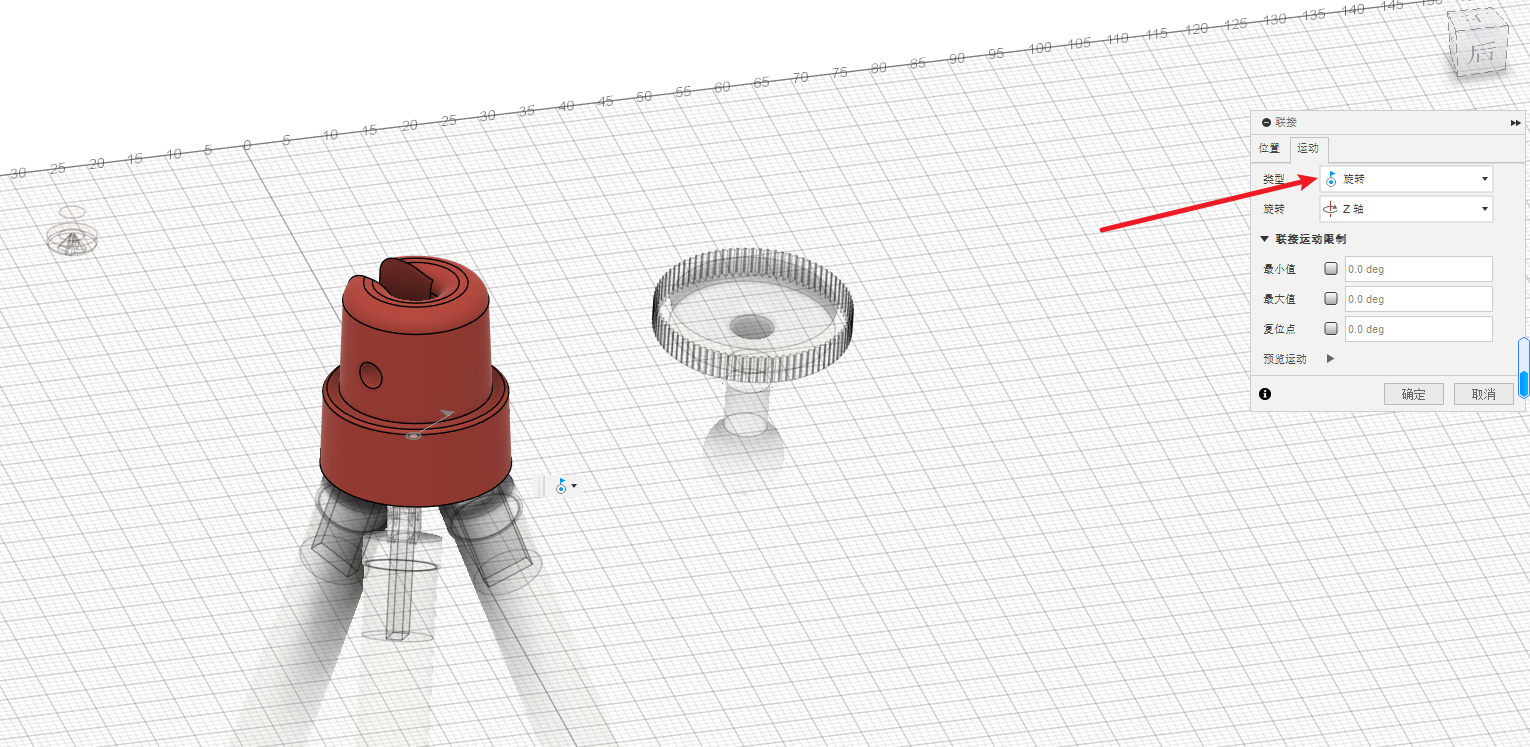 30 25 20 15 10 5 0 5 10 15 20 25 30 35 40 45 50 55 60 65 70 75 80 85 90 95 100 105 110 115 120 125 130 135 140 145
后
联接
位置 运动
类型 旋转
旋转 Z 轴
联接运动限制
最小值 0.0 deg
最大值 0.0 deg
复位点 0.0 deg
预览运动
确定 取消